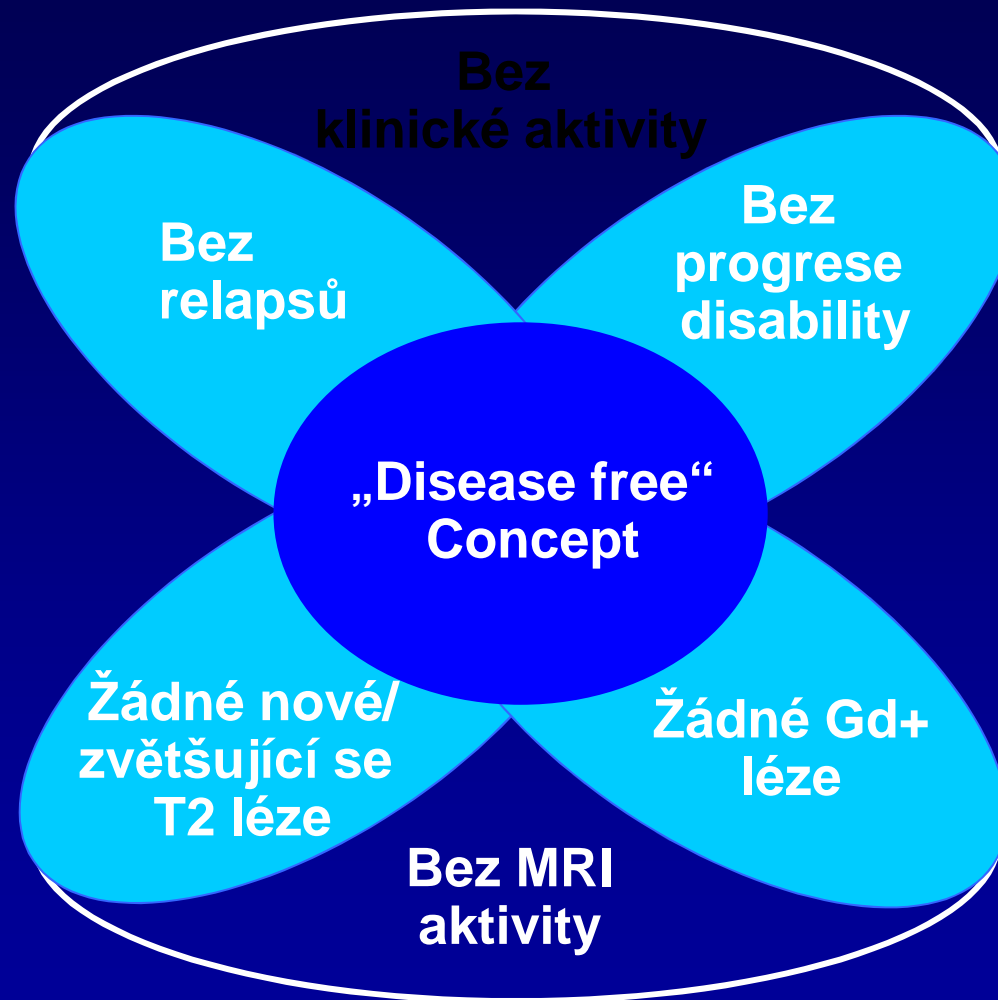 Bez
klinické aktivity
Bez
relapsů
Bez
progrese
disability
„Disease free“
Concept
Žádné nové/
zvětšující se
T2 léze
Žádné Gd+
léze
Bez MRI
aktivity